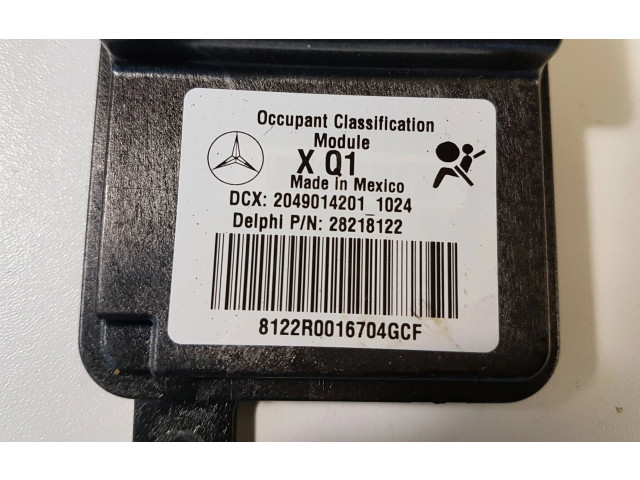 Occupant Classification
Module
X Q1
Made in Mexico
DCX: 2049014201_1024
Delphi P/N: 28218122
8122R0016704GCF